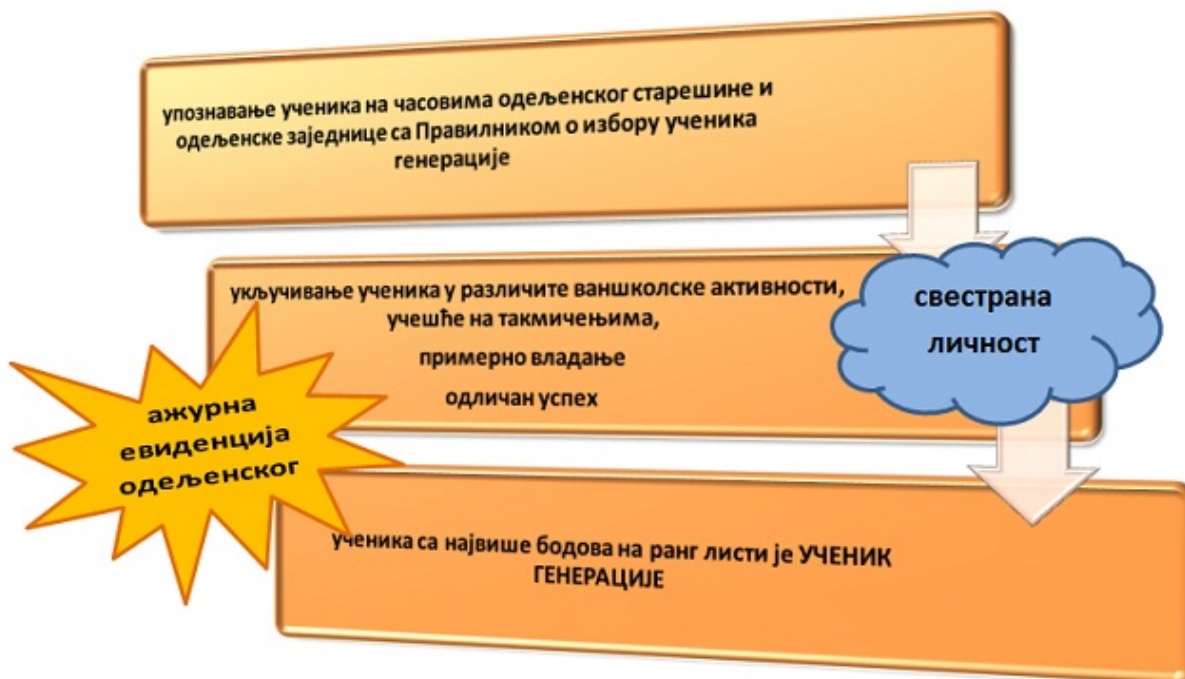 упознавање ученика на часовима одељенског старешине и
одељенске заједнице са Правилником о избору ученика
генерације
укључивање ученика у различите ваншколске активности,
учешће на такмичењима,
примерно владање
одличан успех
свестрана
личност
ажурна
евиденција
одељенског
ученика са највише бодова на ранг листи је УЧЕНИК
ГЕНЕРАЦИЈЕ